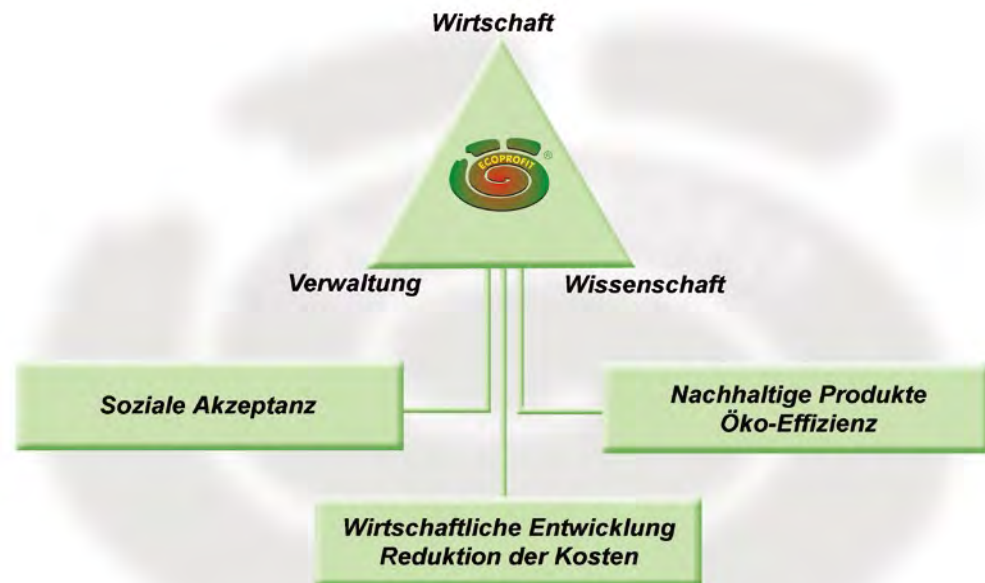 Wirtschaft
ECOPROFIT ®
Verwaltung
Wissenschaft
Soziale Akzeptanz
Nachhaltige Produkte
Öko-Effizienz
Wirtschaftliche Entwicklung
Reduktion der Kosten